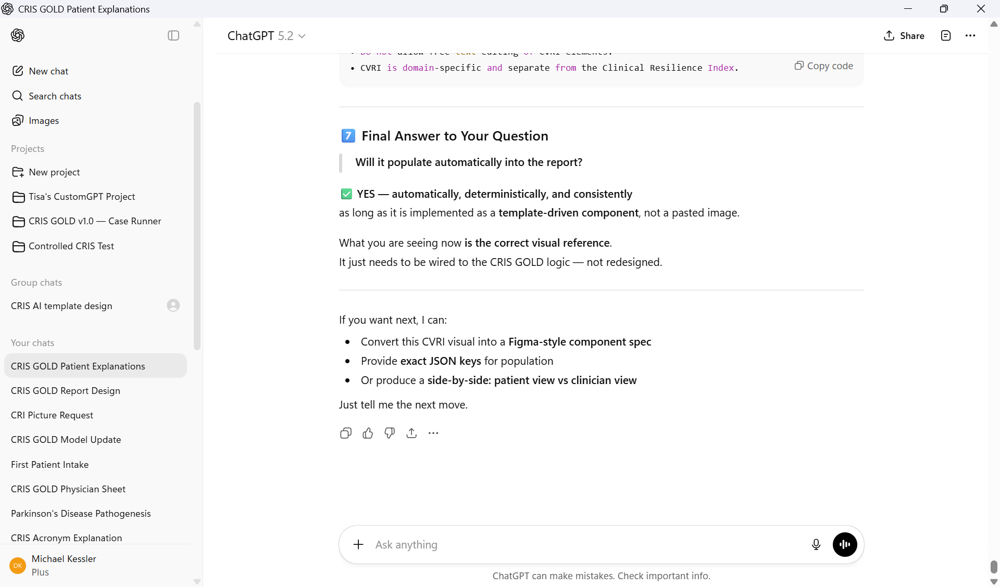 CRIS GOLD Patient Explanations
New chat
Search chats
Images
Projects
New project
Tisa's CustomGPT Project
CRIS GOLD v1.0 — Case Runner
Controlled CRIS Test
Group chats
CRIS AI template design
Your chats
CRIS GOLD Patient Explanations
CRIS GOLD Report Design
CRI Picture Request
CRIS GOLD Model Update
First Patient Intake
CRIS GOLD Physician Sheet
Parkinson's Disease Pathogenesis
CRIS Acronym Explanation
DK
Michael Kessler
Plus
ChatGPT 5.2
Share
• Do not allow free text editing of CVRI elements.
• CVRI is domain-specific and separate from the Clinical Resilience Index.
Copy code
7 Final Answer to Your Question
Will it populate automatically into the report?
✅ YES — automatically, deterministically, and consistently
as long as it is implemented as a template-driven component, not a pasted image.
What you are seeing now is the correct visual reference.
It just needs to be wired to the CRIS GOLD logic — not redesigned.
If you want next, I can:
• Convert this CVRI visual into a Figma-style component spec
• Provide exact JSON keys for population
• Or produce a side-by-side: patient view vs clinician view
Just tell me the next move.
Ask anything
ChatGPT can make mistakes. Check important info.